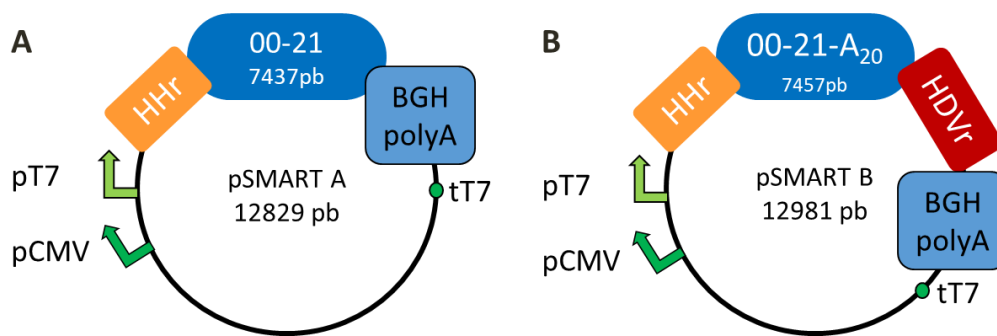 A
00-21
7437pb
HHr
BGH
polyA
pT7
pCMV
pSMART A
12829 pb
tT7
B
00-21-A₂₀
7457pb
HHr
HDVr
pT7
pCMV
pSMART B
12981 pb
BGH
polyA
tT7